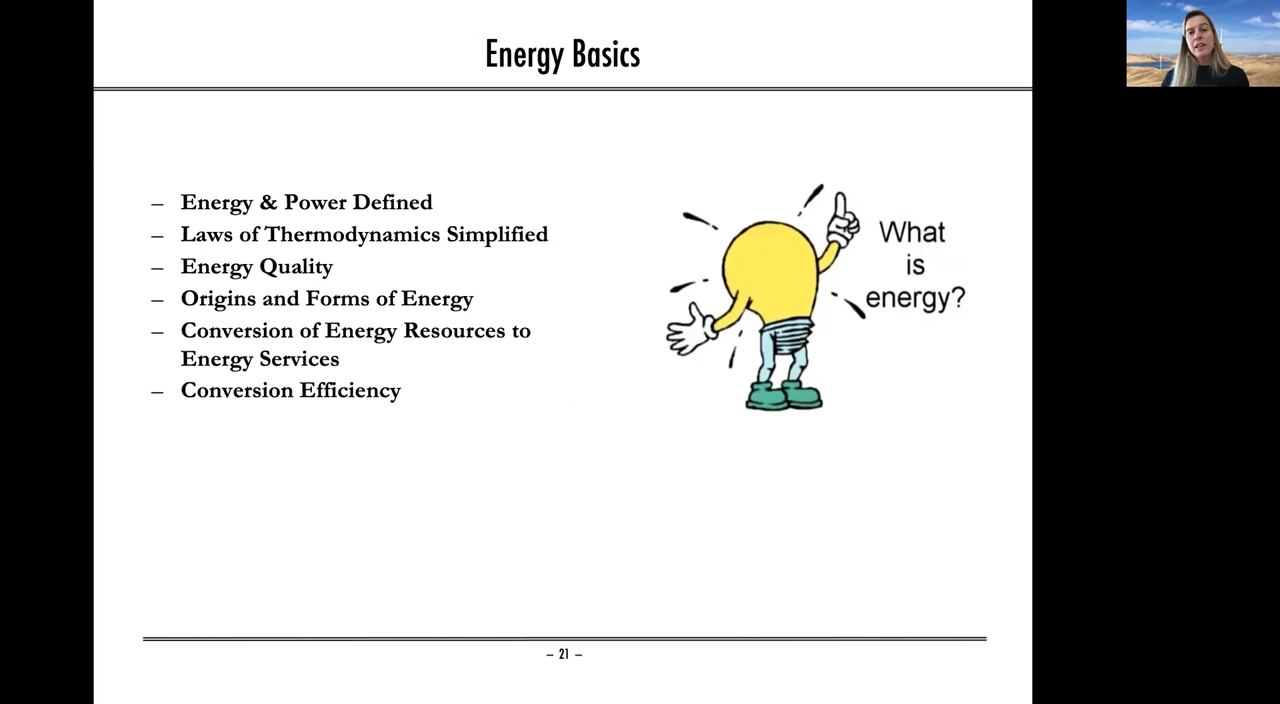 Energy Basics
– Energy & Power Defined
– Laws of Thermodynamics Simplified
– Energy Quality
– Origins and Forms of Energy
– Conversion of Energy Resources to
Energy Services
– Conversion Efficiency
What
is
energy?
– 21 –